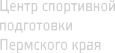 Центр спортивной
подготовки
Пермского края